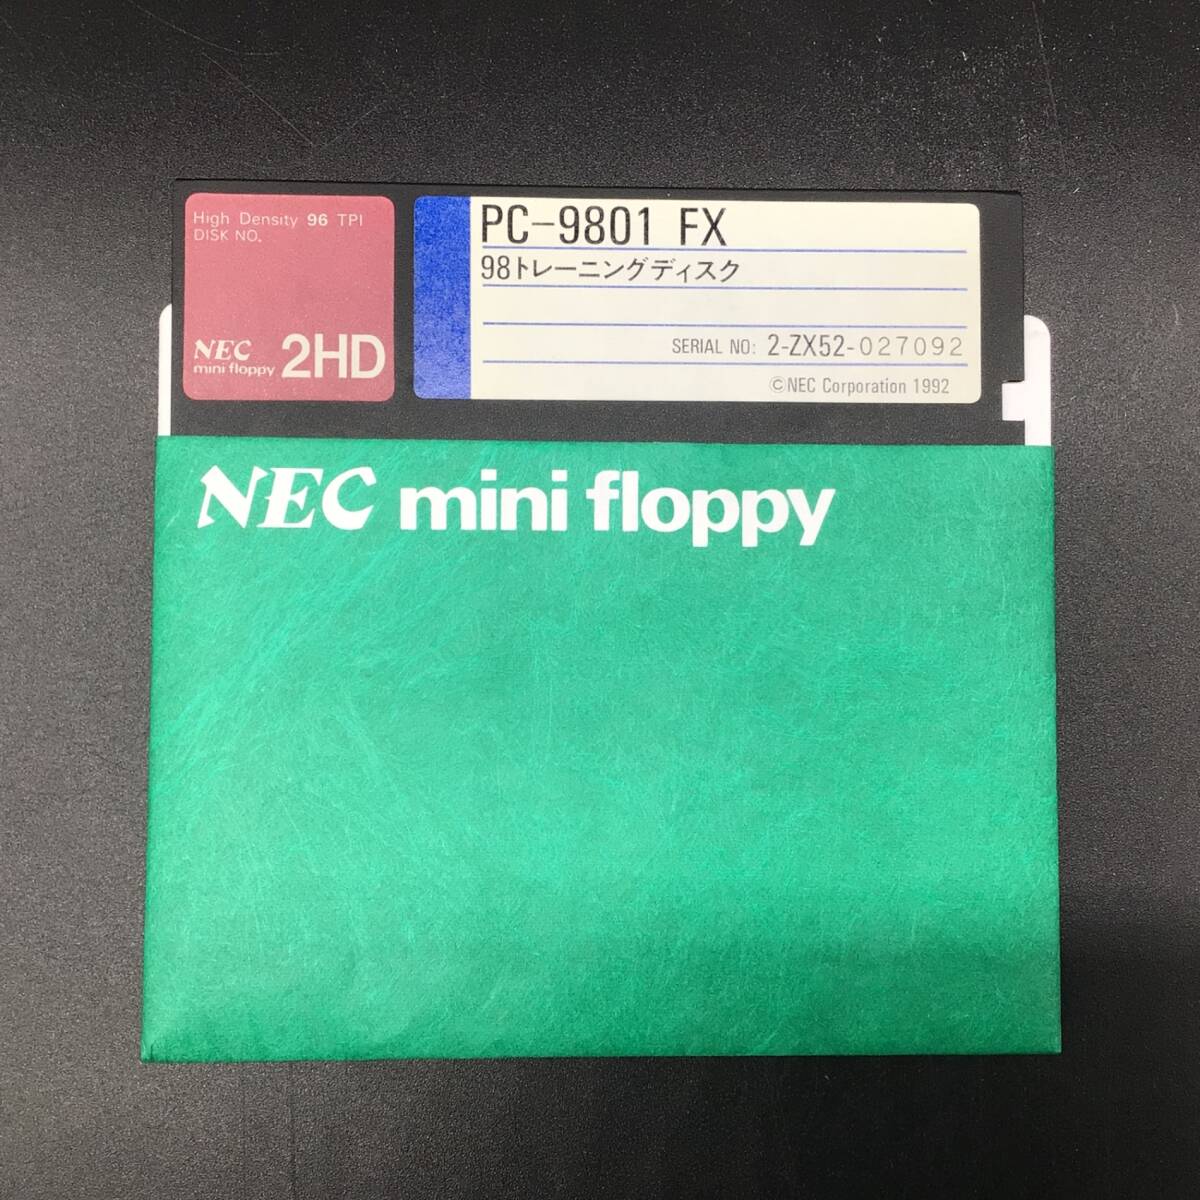 High Density 96 TPI
DISK NO.
NEC
mini floppy 2HD
PC-9801 FX
98トレーニングディスク
SERIAL NO: 2-ZX52-027092
©NEC Corporation 1992
NEC mini floppy